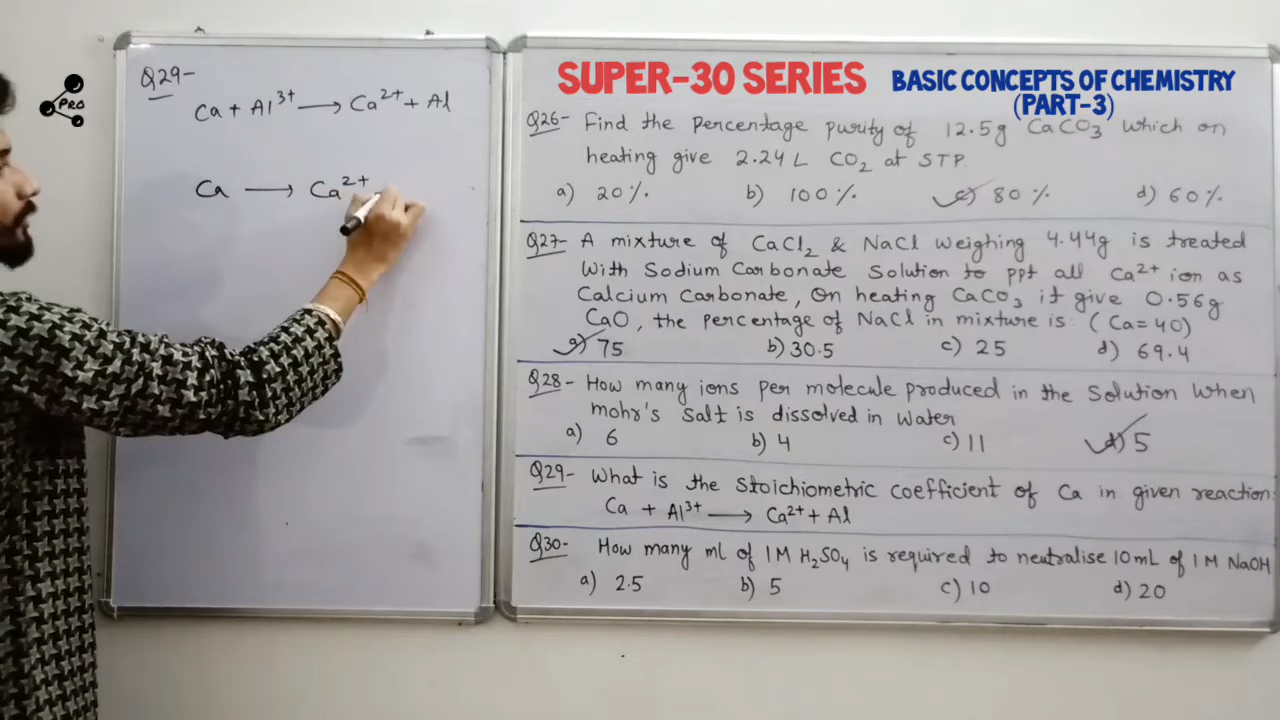 Q29-
Ca + Al³⁺ ⟶ Ca²⁺ + Al
Ca ⟶ Ca²⁺
PRO
SUPER-30 SERIES
BASIC CONCEPTS OF CHEMISTRY
(PART-3)
Q26- Find the percentage purity of 12.5g CaCO₃ which on
heating give 2.24 L CO₂ at STP
a) 20%. b) 100%. c) 80%. d) 60%.
Q27- A mixture of CaCl₂ & NaCl weighing 4.44g is treated
with Sodium Carbonate Solution to ppt all Ca²⁺ ion as
Calcium Carbonate, On heating CaCO₃ it give 0.56g
CaO, the percentage of NaCl in mixture is: (Ca=40)
a) 75 b) 30.5 c) 25 d) 69.4
Q28- How many ions per molecule produced in the Solution when
mohr's salt is dissolved in water
a) 6 b) 4 c) 11 d) 5
Q29- What is the Stoichiometric coefficient of Ca in given reaction:
Ca + Al³⁺ ⟶ Ca²⁺ + Al
Q30- How many ml of 1M H₂SO₄ is required to neutralise 10mL of 1M NaOH
a) 2.5 b) 5 c) 10 d) 20